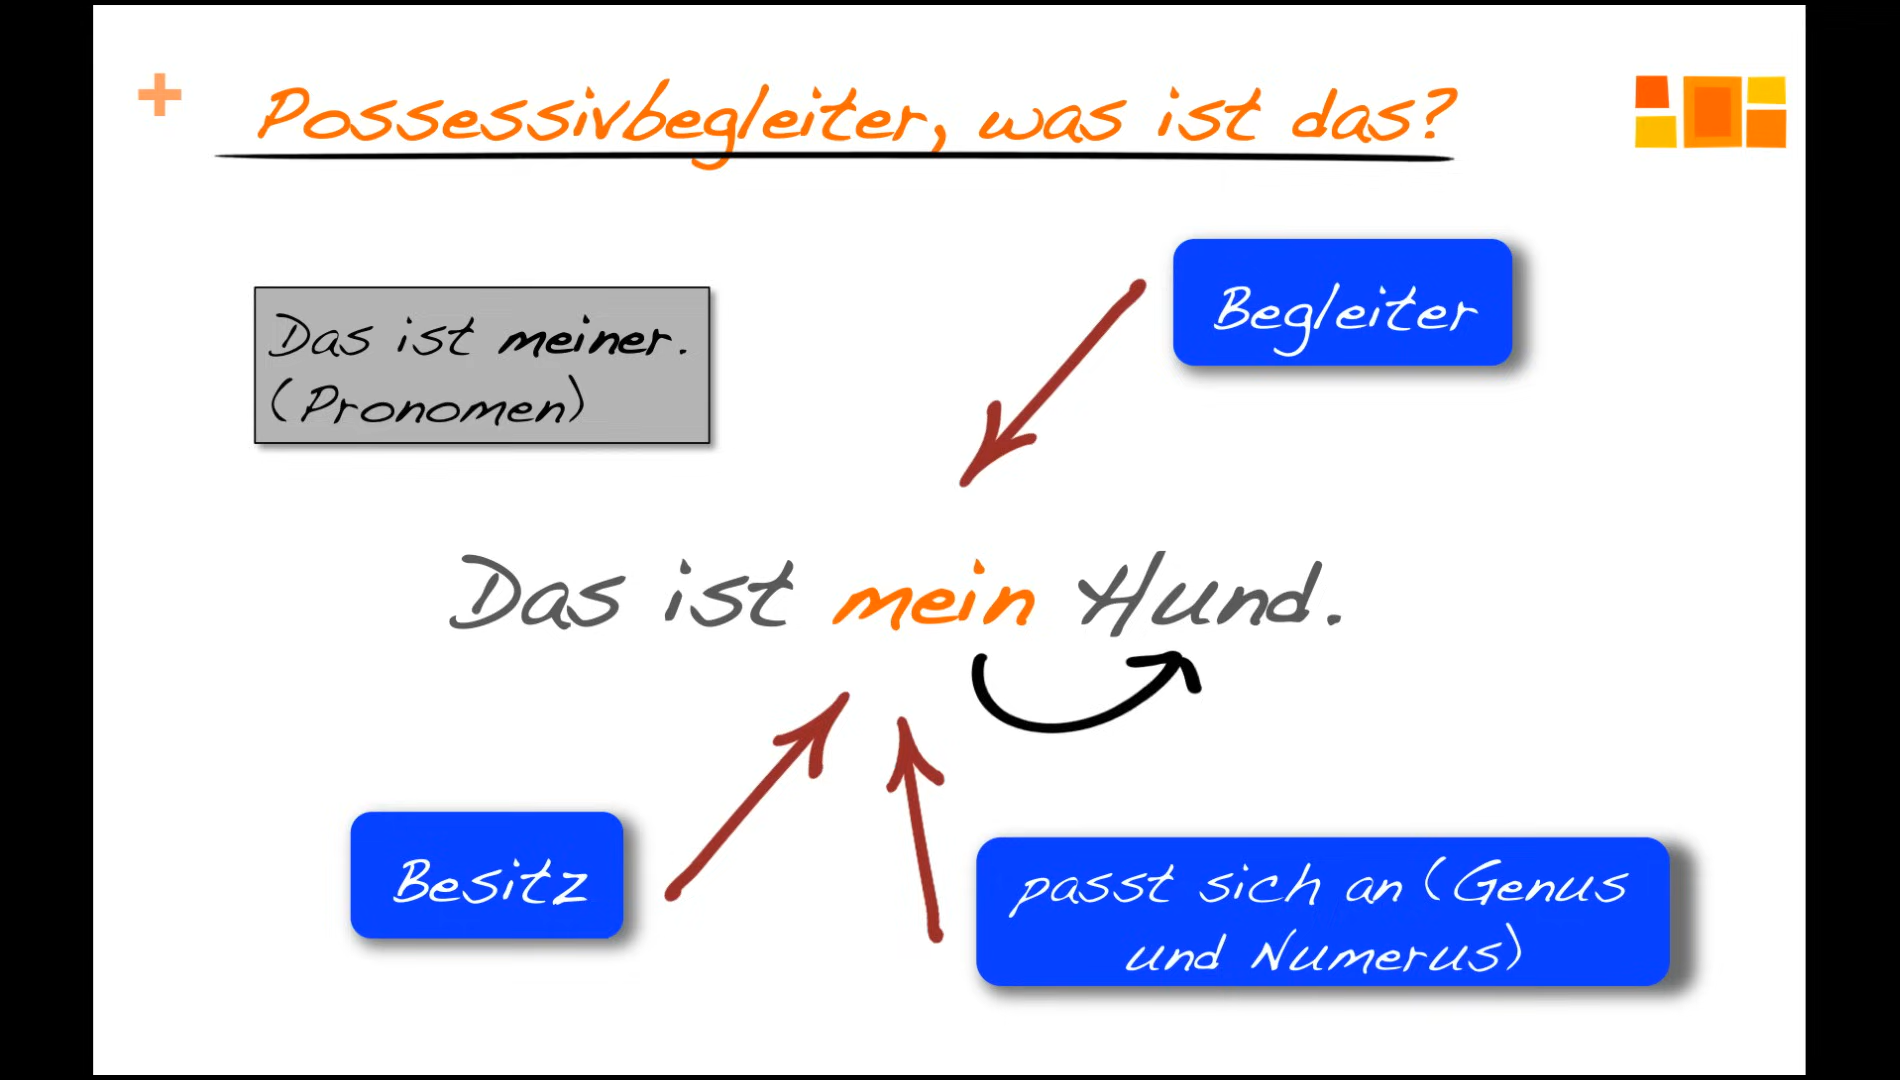 + Possessivbegleiter, was ist das?
Begleiter
Das ist meiner.
(Pronomen)
Das ist mein Hund.
Besitz
passt sich an (Genus
und Numerus)